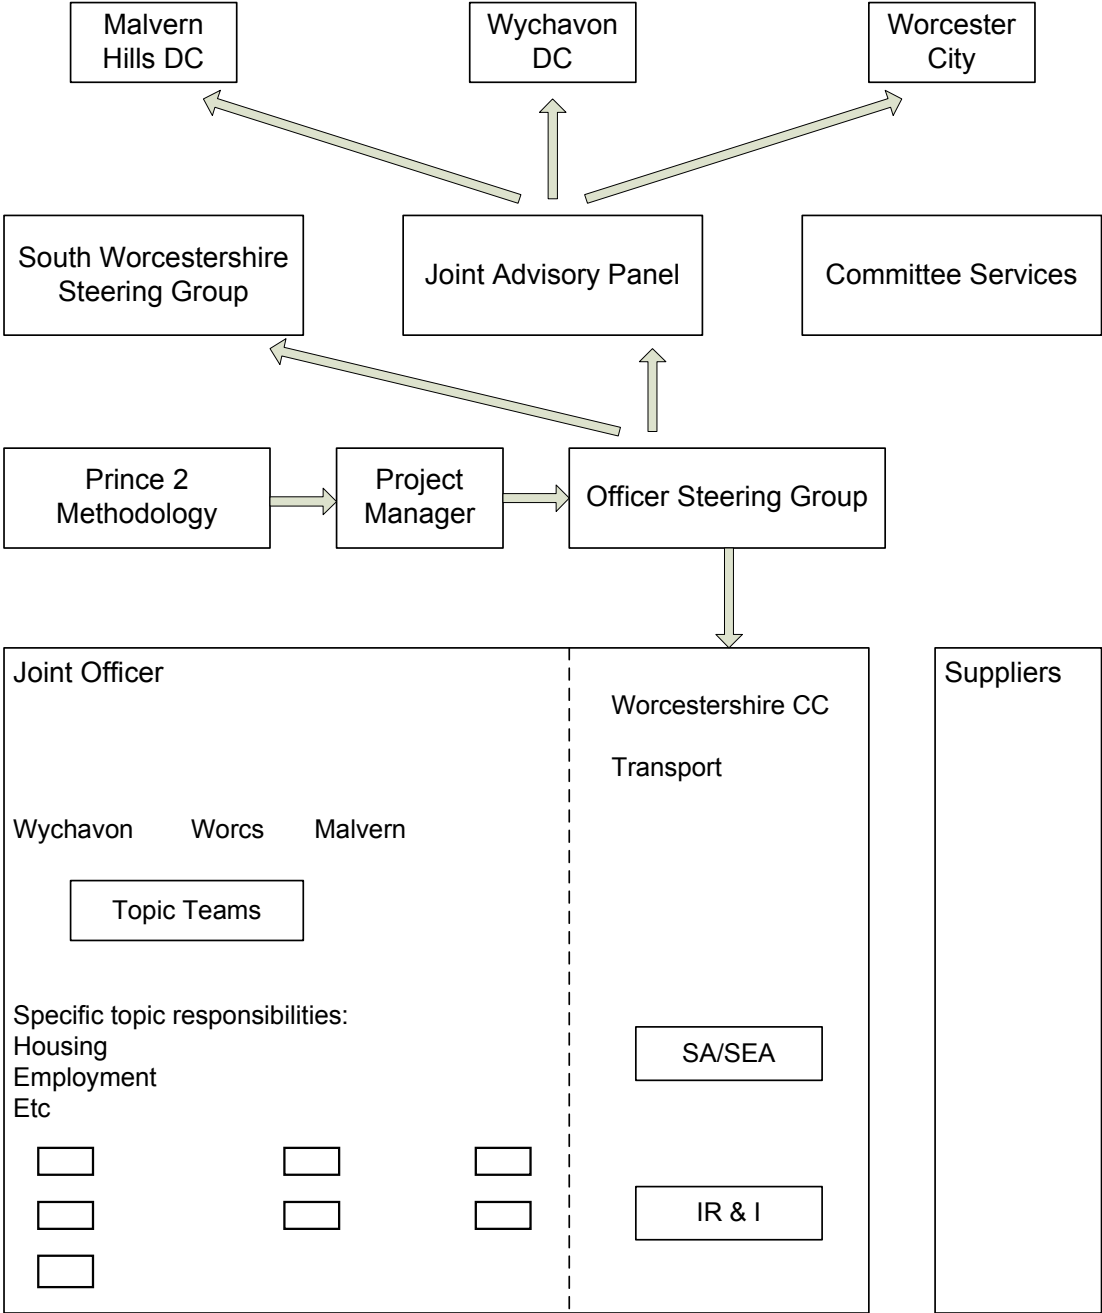 Malvern
Hills DC
Wychavon
DC
Worcester
City
South Worcestershire
Steering Group
Joint Advisory Panel
Committee Services
Prince 2
Methodology
Project
Manager
Officer Steering Group
Joint Officer
Worcestershire CC
Transport
Suppliers
Wychavon Worcs Malvern
Topic Teams
Specific topic responsibilities:
Housing
Employment
Etc
SA/SEA
IR & I